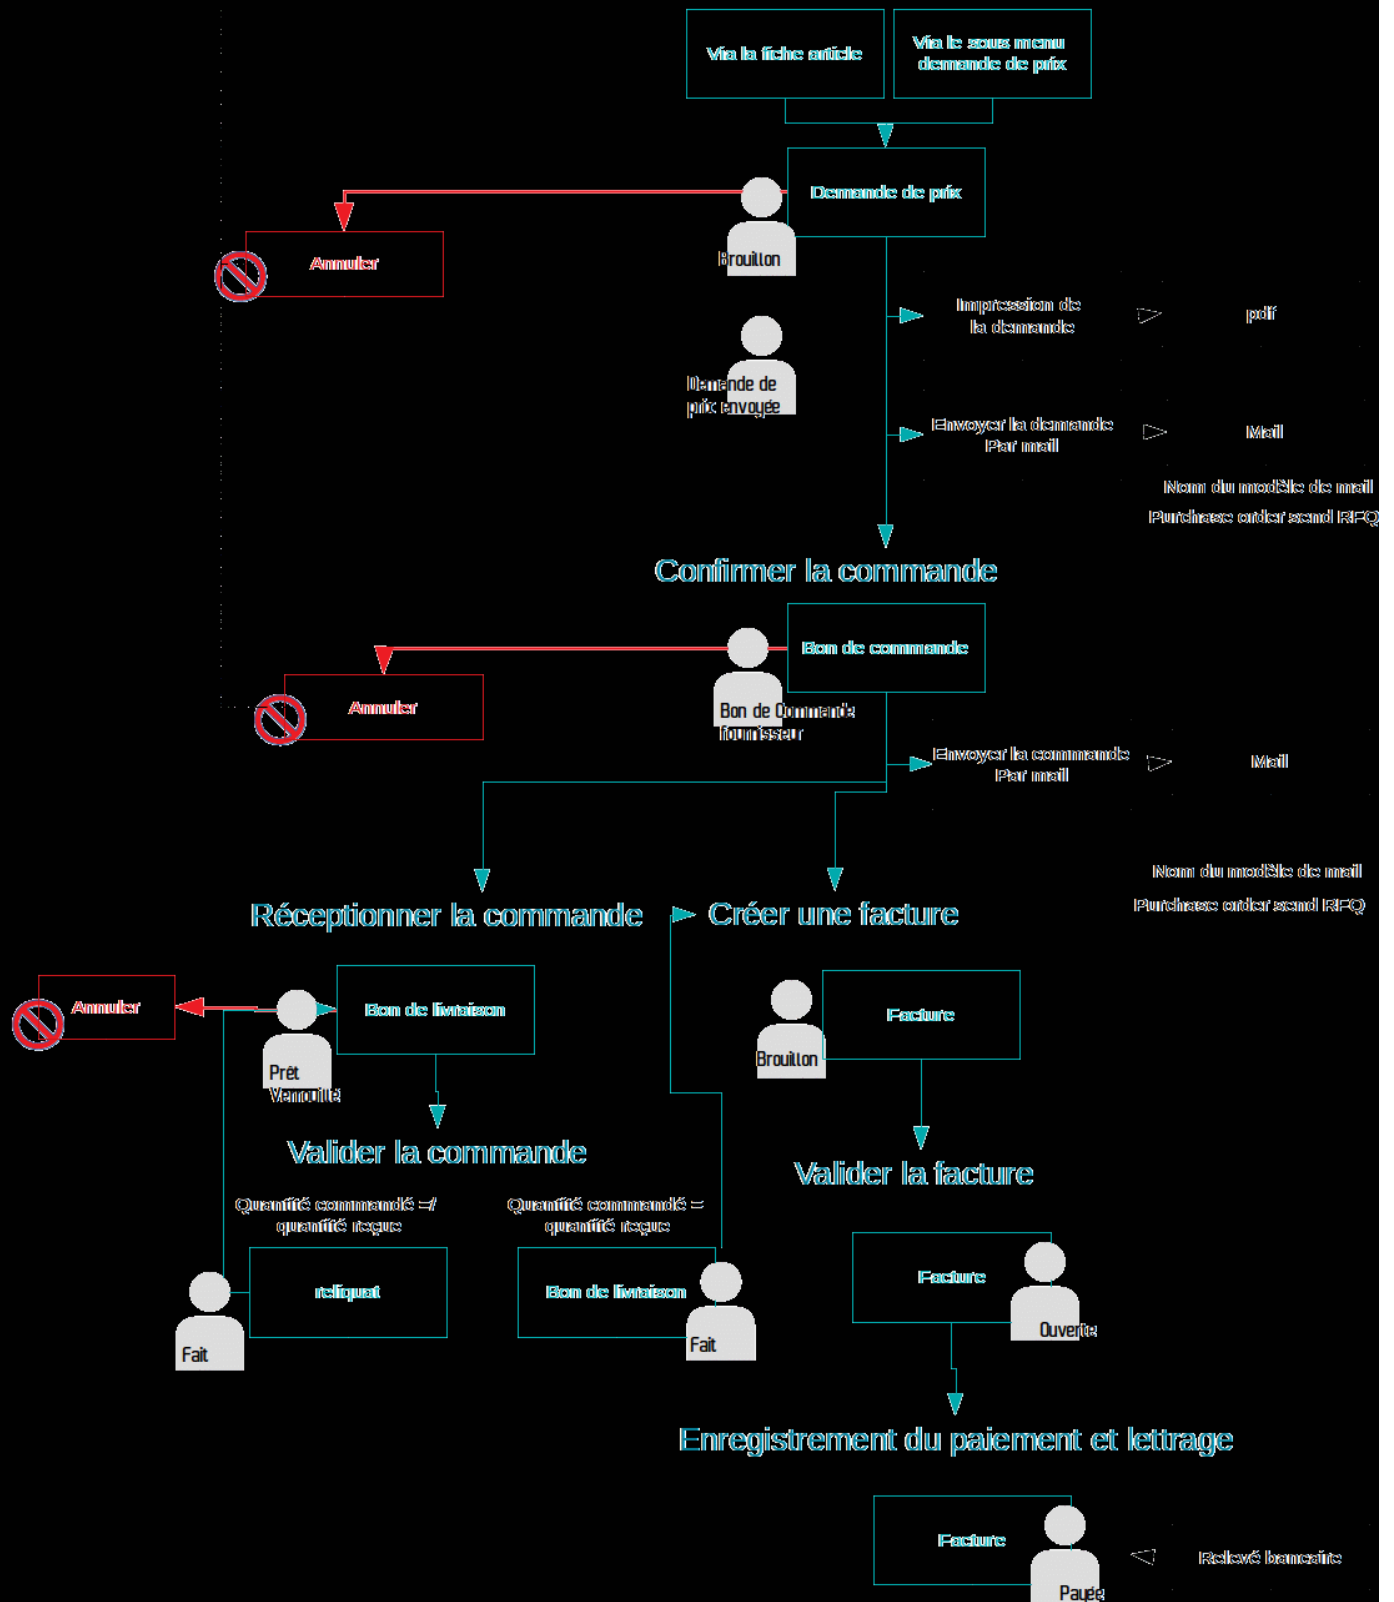 Via la fiche article
Via le sous menu
demande de prix
Demande de prix
Brouillon
Annuler
Impression de
la demande
pdf
Demande de
prix envoyée
Envoyer la demande
Par mail
Mail
Nom du modèle de mail
Purchase order send RFQ
Confirmer la commande
Bon de commande
Annuler
Bon de Commande
fournisseur
Envoyer la commande
Par mail
Mail
Nom du modèle de mail
Purchase order send RFQ
Réceptionner la commande
Créer une facture
Annuler
Bon de livraison
Prêt
Verrouillé
Facture
Brouillon
Valider la commande
Valider la facture
Quantité commandé =/
quantité reçue
Quantité commandé =
quantité reçue
reliquat
Fait
Bon de livraison
Fait
Facture
Ouverte
Enregistrement du paiement et lettrage
Facture
Payée
Relevé bancaire